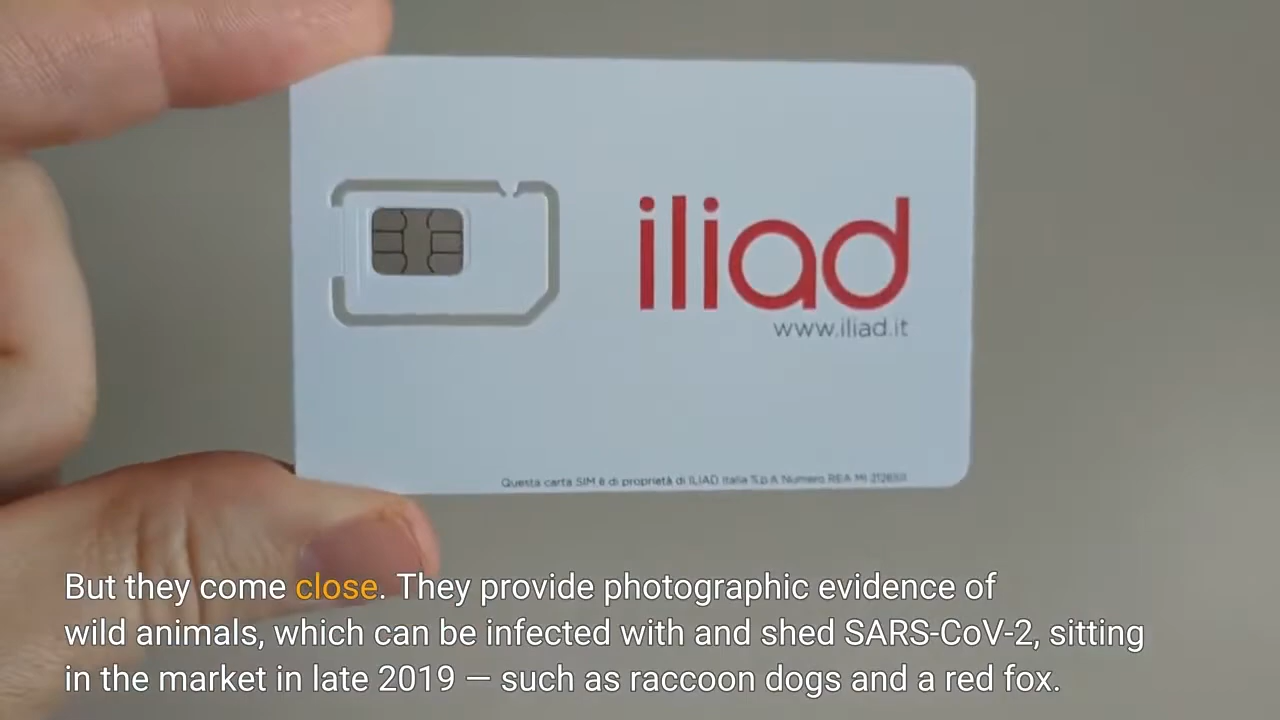 iliad
www.iliad.it
Questa carta SIM è di proprietà di ILIAD Italia S.p.A. Numero REA MI
But they come close. They provide photographic evidence of
wild animals, which can be infected with and shed SARS-CoV-2, sitting
in the market in late 2019 — such as raccoon dogs and a red fox.